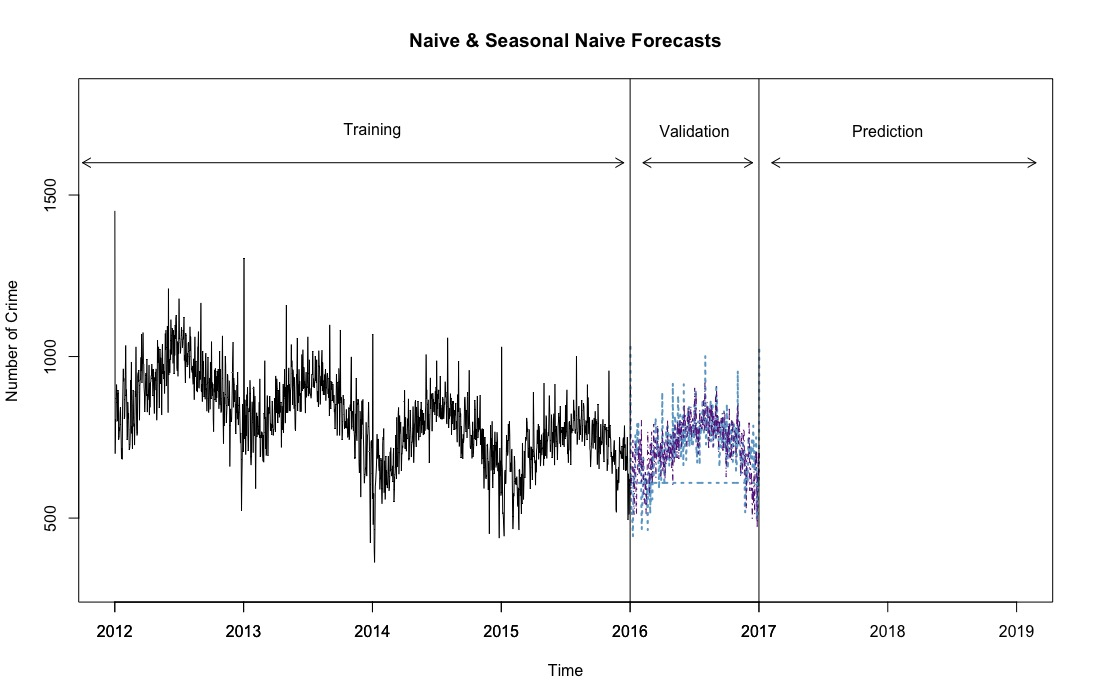 Naive & Seasonal Naive Forecasts
Training
Validation
Prediction
Number of Crime
1500
1000
500
2012
2013
2014
2015
2016
2017
2018
2019
Time